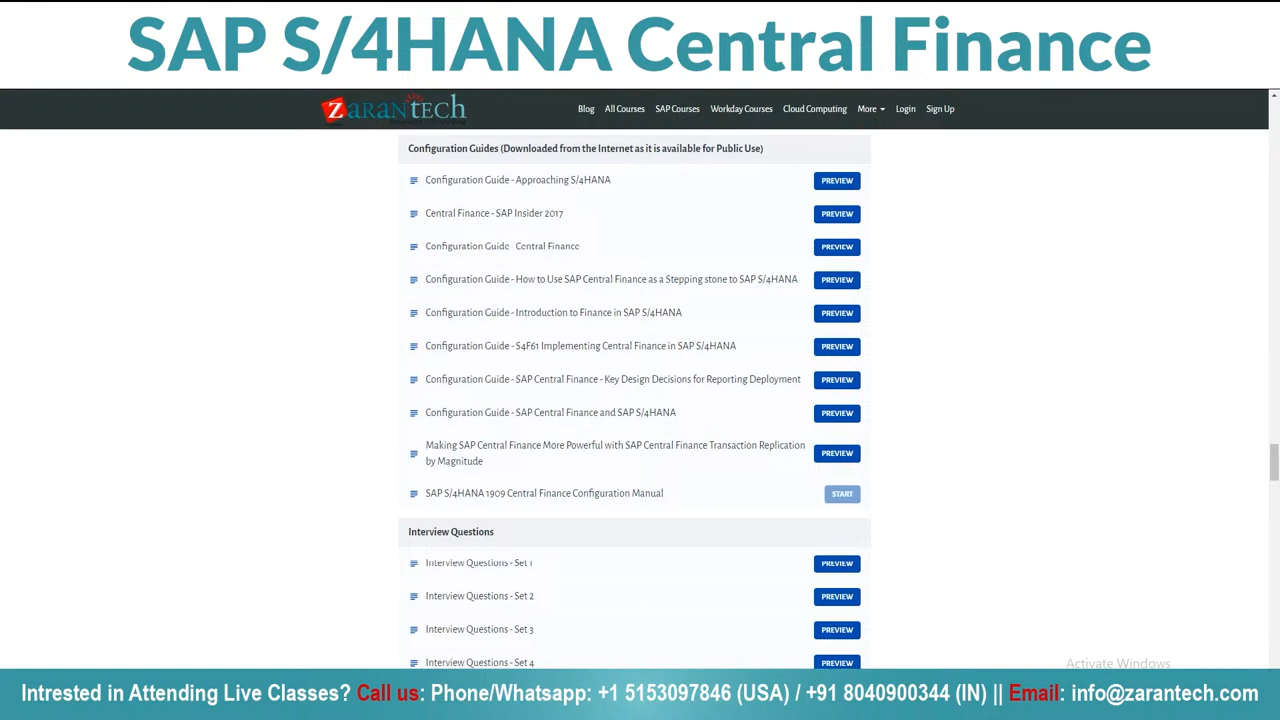 SAP S/4HANA Central Finance
ZARANTECH
Blog All Courses SAP Courses Workday Courses Cloud Computing More Login Sign Up
Configuration Guides (Downloaded from the Internet as it is available for Public Use)
Configuration Guide - Approaching S/4HANA PREVIEW
Central Finance - SAP Insider 2017 PREVIEW
Configuration Guide - Central Finance PREVIEW
Configuration Guide - How to Use SAP Central Finance as a Stepping stone to SAP S/4HANA PREVIEW
Configuration Guide - Introduction to Finance in SAP S/4HANA PREVIEW
Configuration Guide - S4F61 Implementing Central Finance in SAP S/4HANA PREVIEW
Configuration Guide - SAP Central Finance - Key Design Decisions for Reporting Deployment PREVIEW
Configuration Guide - SAP Central Finance and SAP S/4HANA PREVIEW
Making SAP Central Finance More Powerful with SAP Central Finance Transaction Replication
by Magnitude PREVIEW
SAP S/4HANA 1909 Central Finance Configuration Manual START
Interview Questions
Interview Questions - Set 1 PREVIEW
Interview Questions - Set 2 PREVIEW
Interview Questions - Set 3 PREVIEW
Interview Questions - Set 4 PREVIEW
Activate Windows
Intrested in Attending Live Classes? Call us: Phone/Whatsapp: +1 5153097846 (USA) / +91 8040900344 (IN) || Email: info@zarantech.com